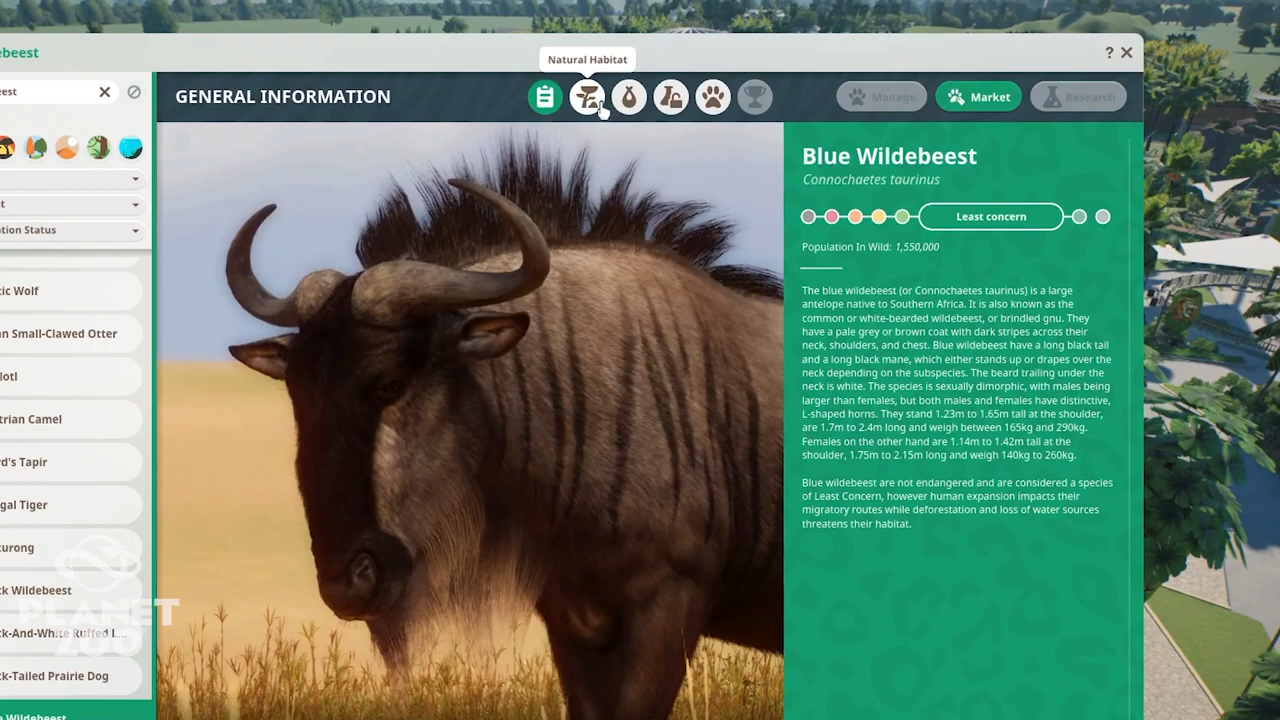 ebeest
Natural Habitat
?
est
GENERAL INFORMATION
Manage
Market
Research
Blue Wildebeest
Connochaetes taurinus
Least concern
Population In Wild: 1,550,000
t
tion Status
The blue wildebeest (or Connochaetes taurinus) is a large
antelope native to Southern Africa. It is also known as the
common or white-bearded wildebeest, or brindled gnu. They
have a pale grey or brown coat with dark stripes across their
neck, shoulders, and chest. Blue wildebeest have a long black tail
and a long black mane, which either stands up or drapes over the
neck depending on the subspecies. The beard trailing under the
neck is white. The species is sexually dimorphic, with males being
larger than females, but both males and females have distinctive,
L-shaped horns. They stand 1.23m to 1.65m tall at the shoulder,
are 1.7m to 2.4m long and weigh between 165kg and 290kg.
Females on the other hand are 1.14m to 1.42m tall at the
shoulder, 1.75m to 2.15m long and weigh 140kg to 260kg.
Blue wildebeest are not endangered and are considered a species
of Least Concern, however human expansion impacts their
migratory routes while deforestation and loss of water sources
threatens their habitat.
tic Wolf
n Small-Clawed Otter
lotl
trian Camel
rd's Tapir
gal Tiger
turong
ck Wildebeest
ck-And-White Ruffed L...
ck-Tailed Prairie Dog
e Wildebeest
PLANET
ZOO